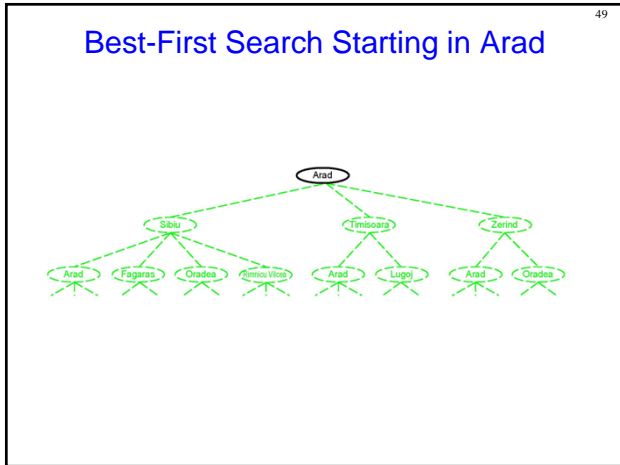 49
Best-First Search Starting in Arad
Arad
Sibiu Timisoara Zerind
Arad Fagaras Oradea Rimnicu Vilcea Arad Lugoj Arad Oradea